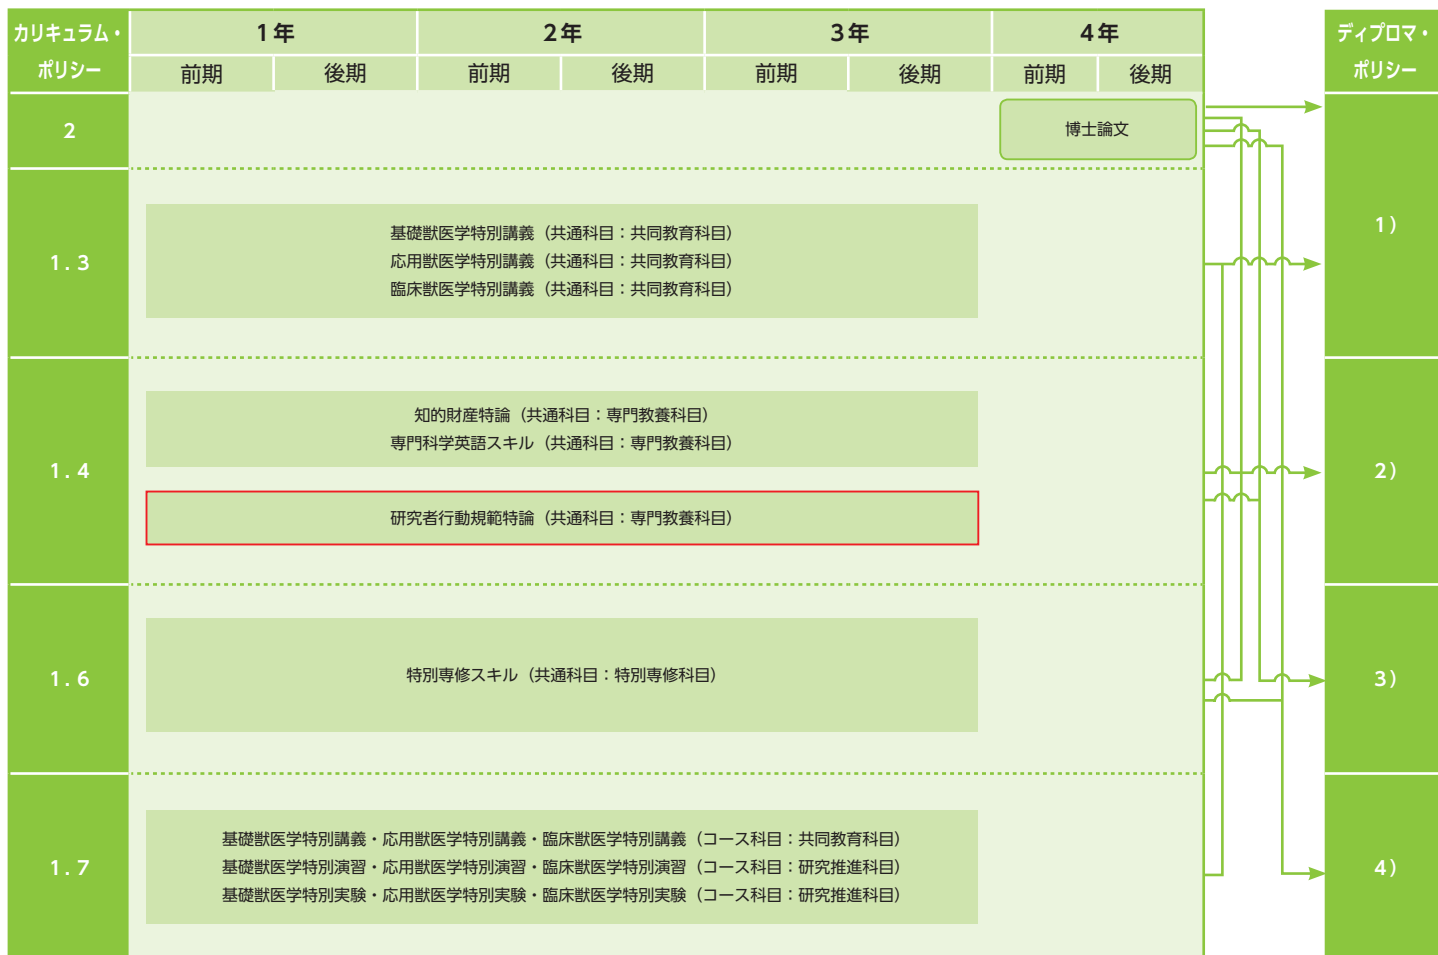 カリキュラム・
ポリシー
1年
2年
3年
4年
ディプロマ・
ポリシー
前期
後期
前期
後期
前期
後期
前期
後期
2
博士論文
1)
1.3
基礎獣医学特別講義（共通科目：共同教育科目）
応用獣医学特別講義（共通科目：共同教育科目）
臨床獣医学特別講義（共通科目：共同教育科目）
1.4
知的財産特論（共通科目：専門教養科目）
専門科学英語スキル（共通科目：専門教養科目）
研究者行動規範特論（共通科目：専門教養科目）
2)
1.6
特別専修スキル（共通科目：特別専修科目）
3)
1.7
基礎獣医学特別講義・応用獣医学特別講義・臨床獣医学特別講義（コース科目：共同教育科目）
基礎獣医学特別演習・応用獣医学特別演習・臨床獣医学特別演習（コース科目：研究推進科目）
基礎獣医学特別実験・応用獣医学特別実験・臨床獣医学特別実験（コース科目：研究推進科目）
4)